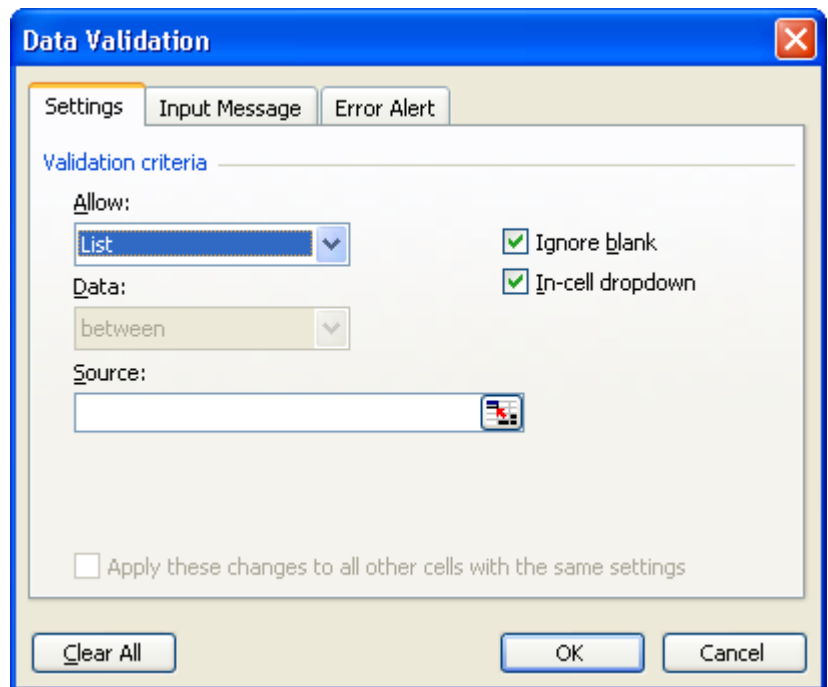 Data Validation
Settings
Input Message
Error Alert
Validation criteria
Allow:
List
Ignore blank
Data:
In-cell dropdown
between
Source:
Apply these changes to all other cells with the same settings
Clear All
OK
Cancel